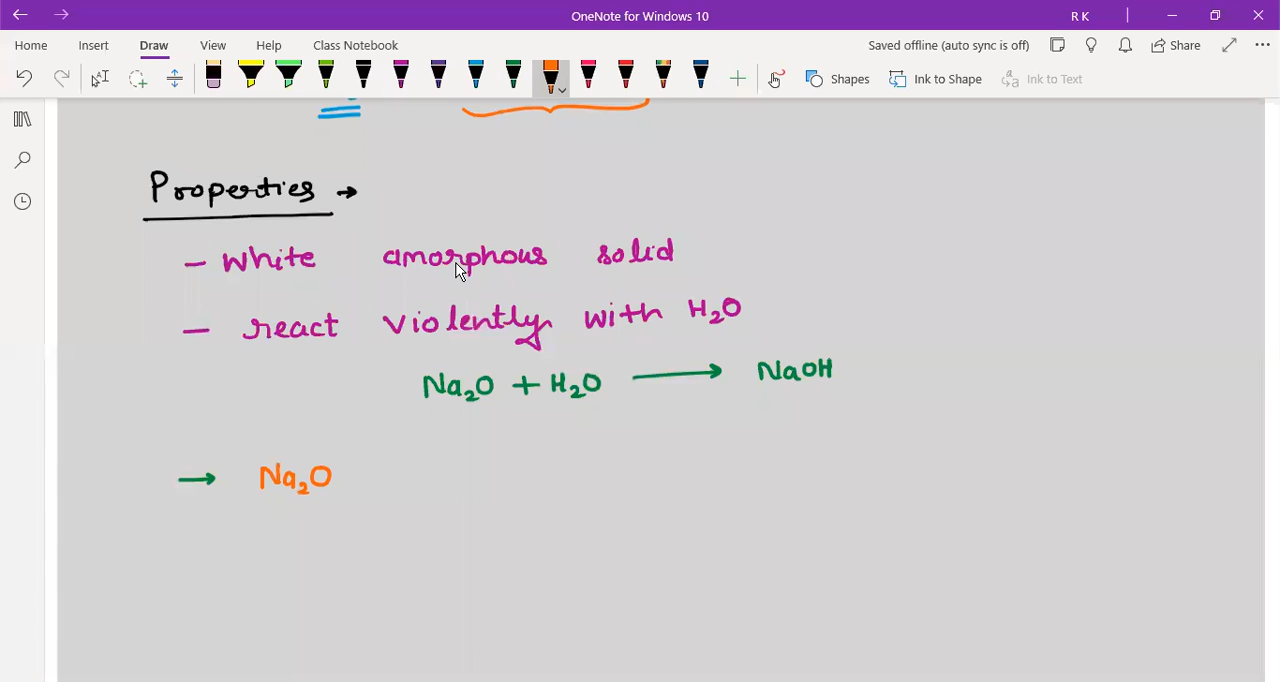 OneNote for Windows 10
R K
Home Insert Draw View Help Class Notebook
Saved offline (auto sync is off)
Share
Shapes
Ink to Shape
Ink to Text
Properties →
- White amorphous solid
- react violently with H₂O
Na₂O + H₂O ⟶ NaOH
→ Na₂O